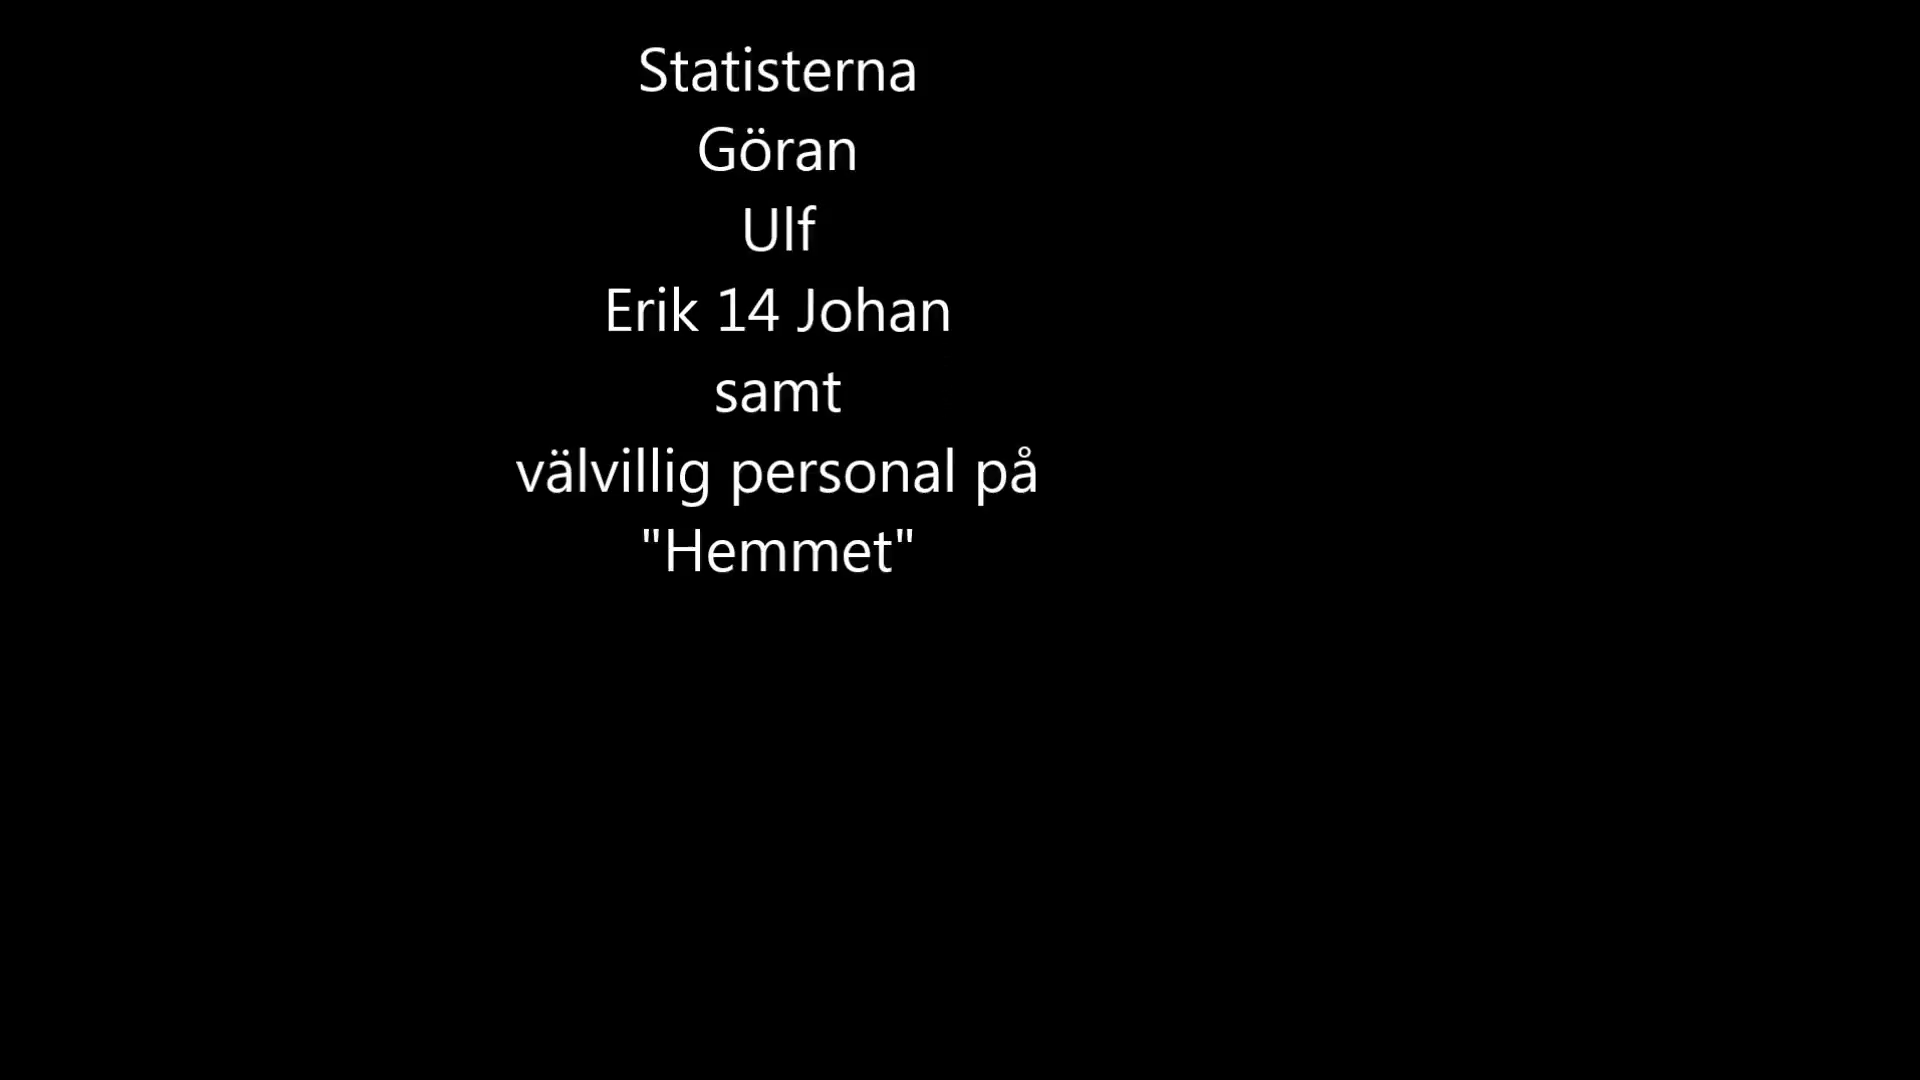 Statisterna
Göran
Ulf
Erik 14 Johan
samt
välvillig personal på
"Hemmet"